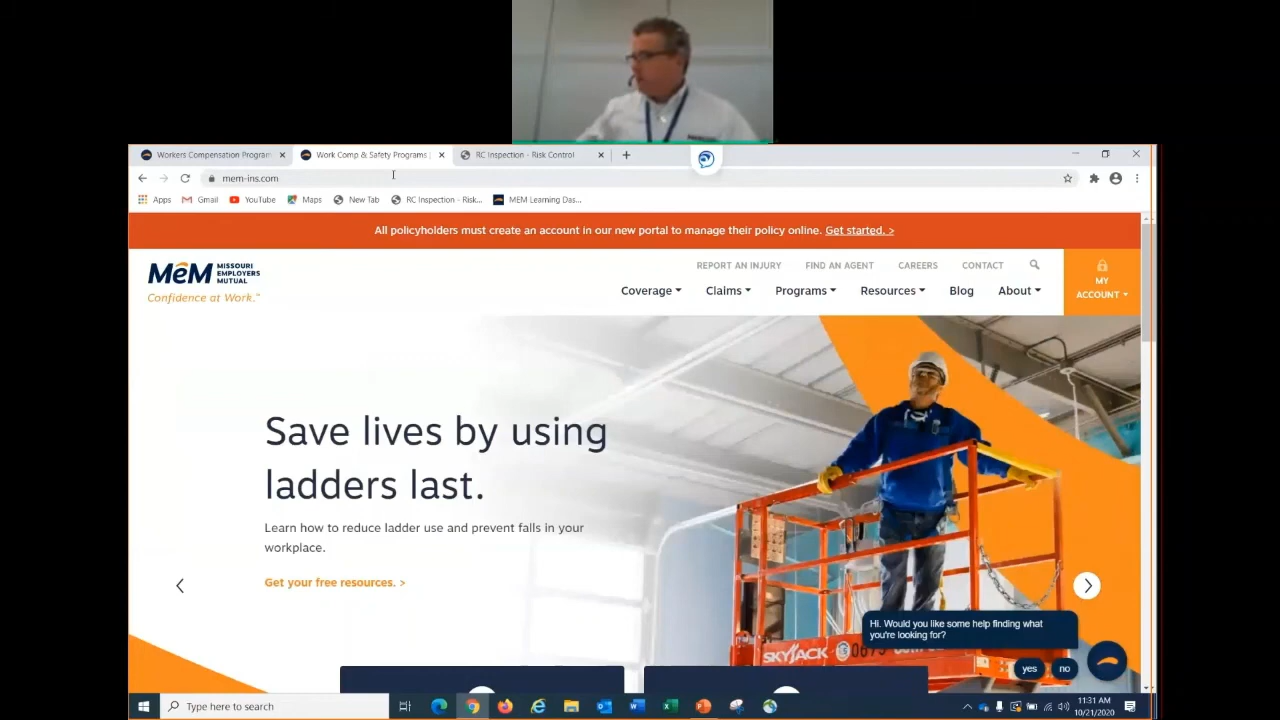 Workers Compensation Program
Work Comp & Safety Programs
RC Inspection - Risk Control
mem-ins.com
Apps
Gmail
YouTube
Maps
New Tab
RC Inspection - Risk...
MEM Learning Das...
All policyholders must create an account in our new portal to manage their policy online. Get started. >
MEM MISSOURI
EMPLOYERS
MUTUAL
Confidence at Work.™
REPORT AN INJURY
FIND AN AGENT
CAREERS
CONTACT
Coverage
Claims
Programs
Resources
Blog
About
MY
ACCOUNT
Save lives by using
ladders last.
Learn how to reduce ladder use and prevent falls in your
workplace.
Get your free resources. >
SKYJACK
Hi. Would you like some help finding what
you're looking for?
yes
no
Type here to search
11:31 AM
10/21/2020